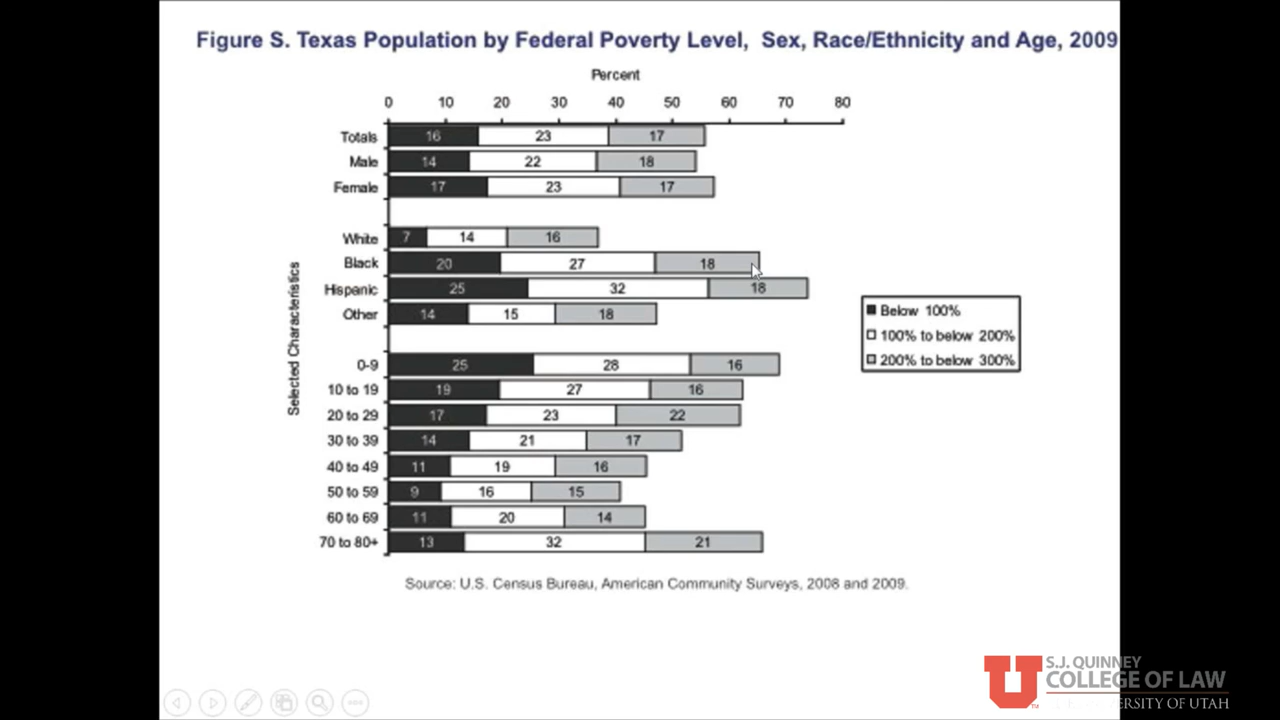 Figure S. Texas Population by Federal Poverty Level, Sex, Race/Ethnicity and Age, 2009
Percent
0 10 20 30 40 50 60 70 80
Totals 16 23 17
Male 14 22 18
Female 17 23 17
White 7 14 16
Black 20 27 18
Hispanic 25 32 18
Other 14 15 18
0-9 25 28 16
10 to 19 19 27 16
20 to 29 17 23 22
30 to 39 14 21 17
40 to 49 11 19 16
50 to 59 9 16 15
60 to 69 11 20 14
70 to 80+ 13 32 21
Selected Characteristics
Below 100%
100% to below 200%
200% to below 300%
Source: U.S. Census Bureau, American Community Surveys, 2008 and 2009.
U
S.J. QUINNEY
COLLEGE OF LAW
OF UTAH